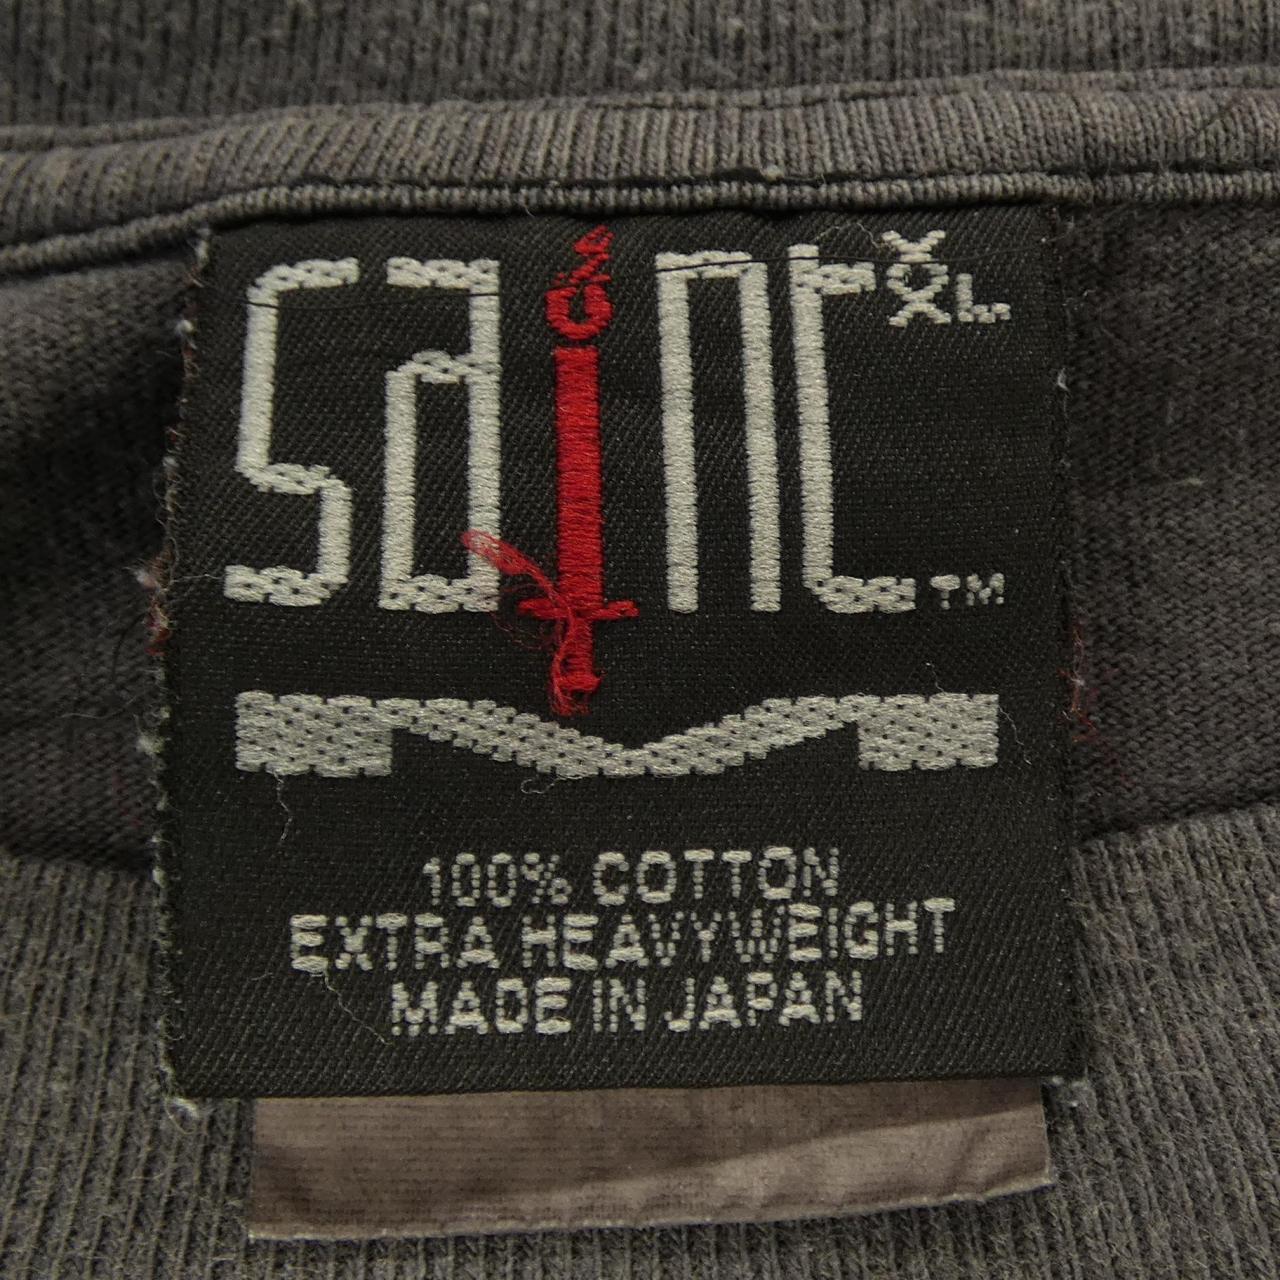 SaiNt XXL
TM
100% COTTON
EXTRA HEAVYWEIGHT
MADE IN JAPAN